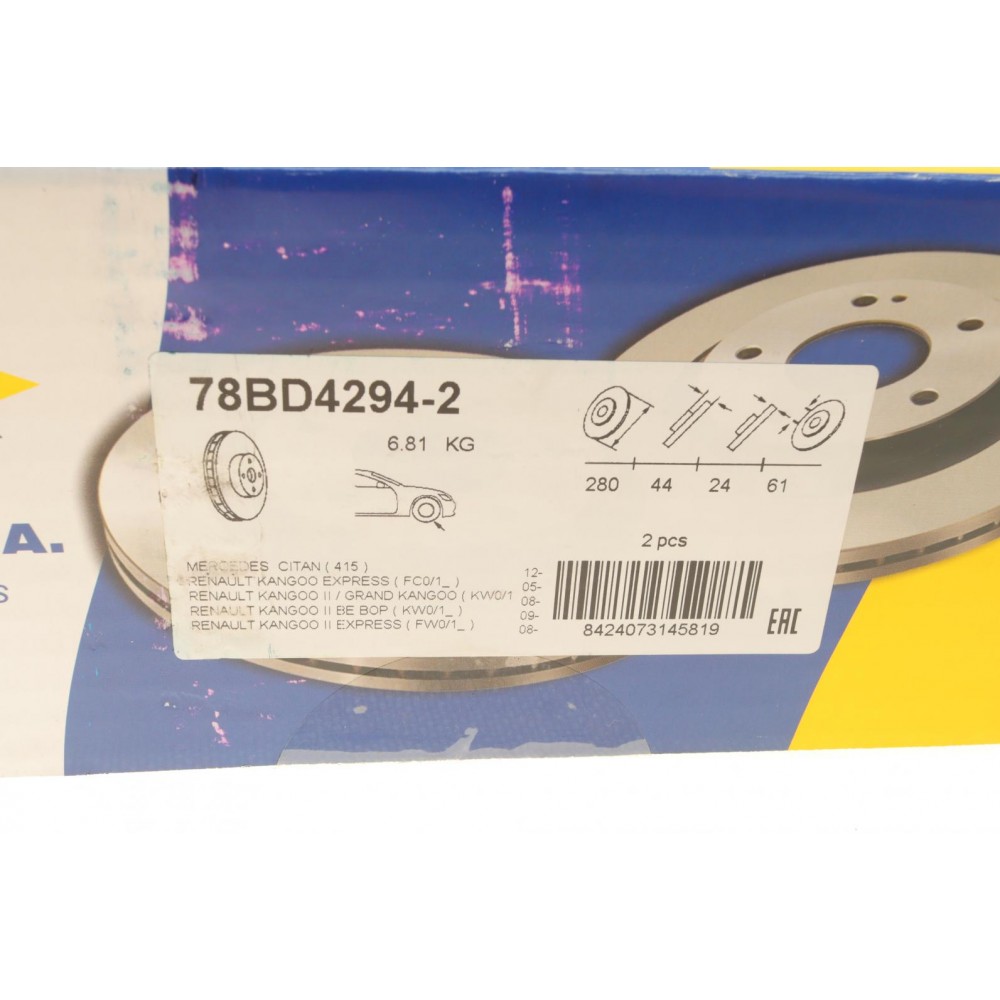 78BD4294-2
6.81 KG
280 44 24 61
2 pcs
A.
S
MERCEDES CITAN ( 415 ) 12-
RENAULT KANGOO EXPRESS ( FC0/1_ ) 05-
RENAULT KANGOO II / GRAND KANGOO ( KW0/1 08-
RENAULT KANGOO II BE BOP ( KW0/1_ ) 09-
RENAULT KANGOO II EXPRESS ( FW0/1_ ) 08-
8424073145819
EAC